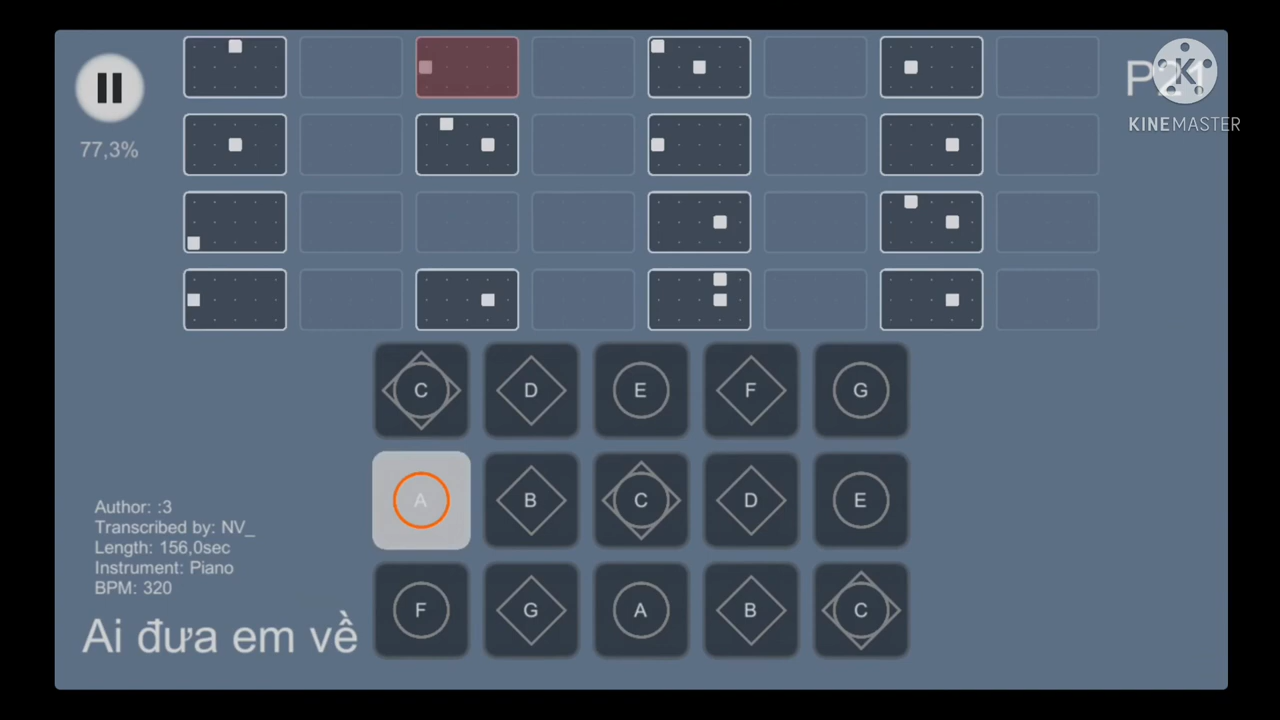 77,3%
P21
KINEMASTER
C D E F G
A B C D E
F G A B C
Author: :3
Transcribed by: NV_
Length: 156,0sec
Instrument: Piano
BPM: 320
Ai đưa em về